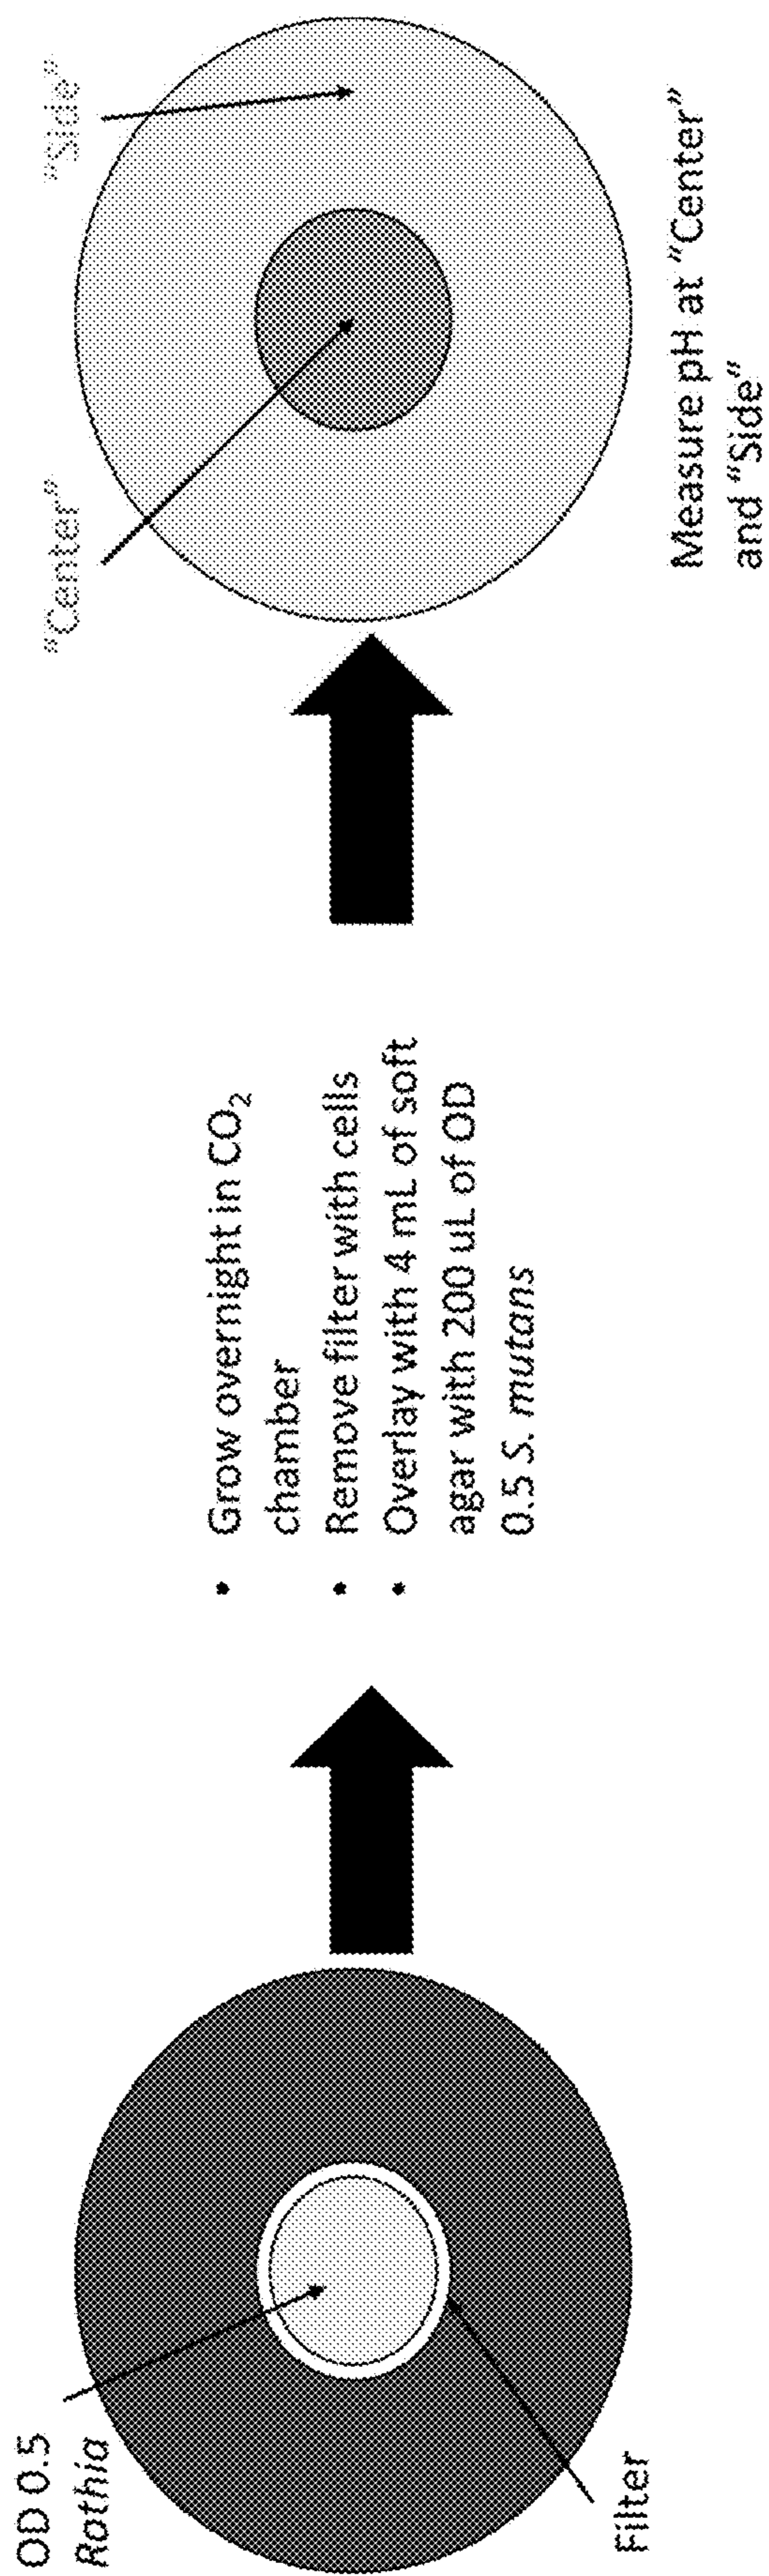 OD 0.5
Rothia
Filter
• Grow overnight in CO₂
chamber
• Remove filter with cells
• Overlay with 4 mL of soft
agar with 200 uL of OD
0.5 S. mutans
"Center"
"Side"
Measure pH at "Center"
and "Side"